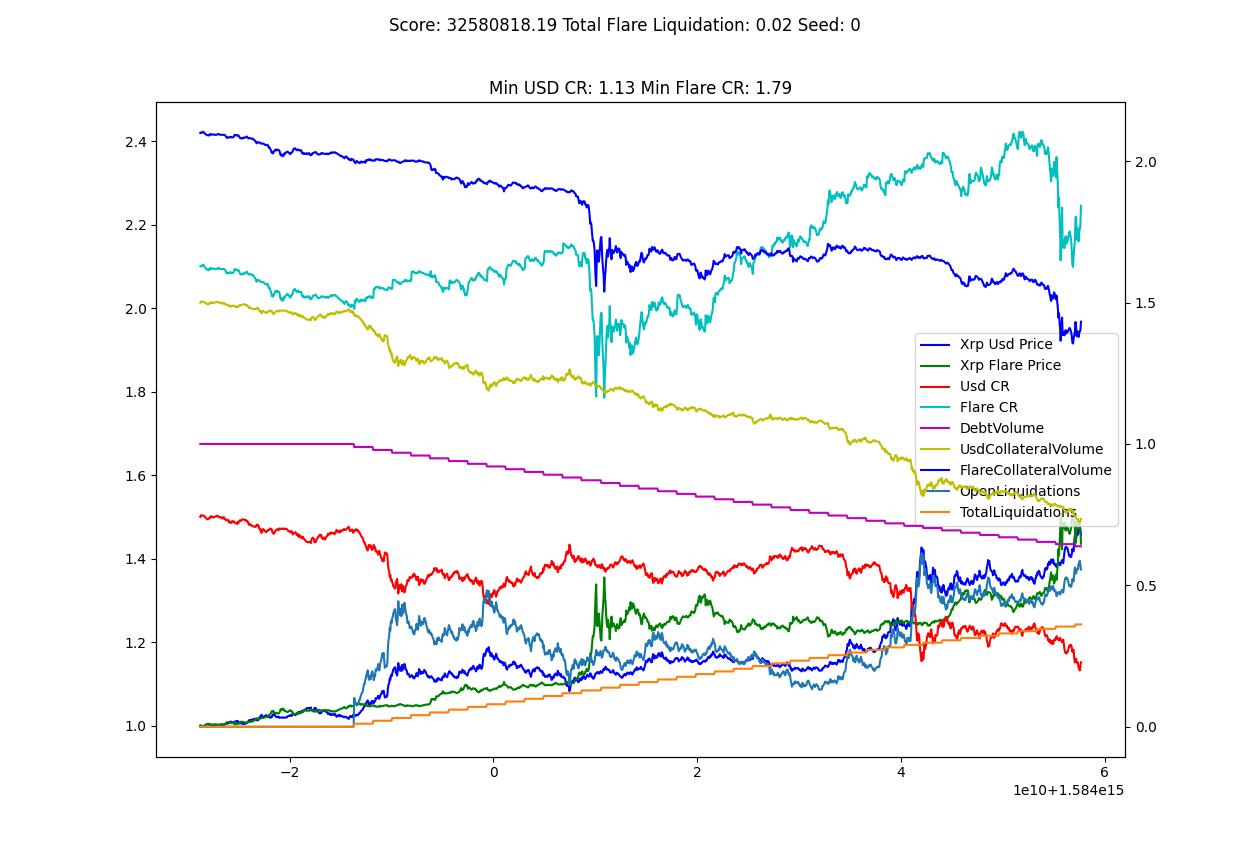 Score: 32580818.19 Total Flare Liquidation: 0.02 Seed: 0
Min USD CR: 1.13 Min Flare CR: 1.79
2.4
2.2
2.0
1.8
1.6
1.4
1.2
1.0
2.0
1.5
1.0
0.5
0.0
Xrp Usd Price
Xrp Flare Price
Usd CR
Flare CR
DebtVolume
UsdCollateralVolume
FlareCollateralVolume
OpenLiquidations
TotalLiquidations
−2 0 2 4 6
1e10+1.584e15